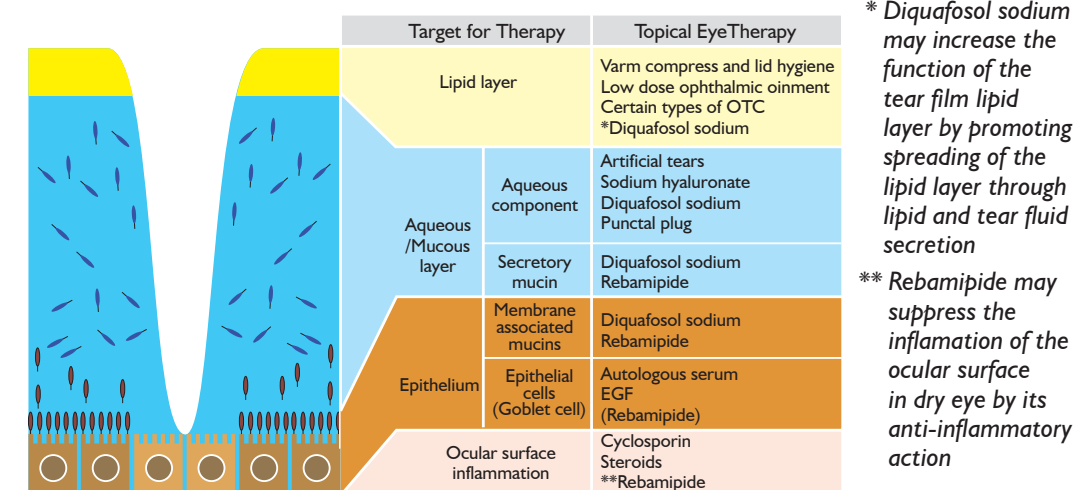 Target for Therapy
Topical EyeTherapy
Lipid layer
Varm compress and lid hygiene
Low dose ophthalmic oinment
Certain types of OTC
*Diquafosol sodium
Aqueous
/Mucous
layer
Aqueous
component
Artificial tears
Sodium hyaluronate
Diquafosol sodium
Punctal plug
Secretory
mucin
Diquafosol sodium
Rebamipide
Epithelium
Membrane
associated
mucins
Diquafosol sodium
Rebamipide
Epithelial
cells
(Goblet cell)
Autologous serum
EGF
(Rebamipide)
Ocular surface
inflammation
Cyclosporin
Steroids
**Rebamipide
* Diquafosol sodium
may increase the
function of the
tear film lipid
layer by promoting
spreading of the
lipid layer through
lipid and tear fluid
secretion
** Rebamipide may
suppress the
inflamation of the
ocular surface
in dry eye by its
anti-inflammatory
action